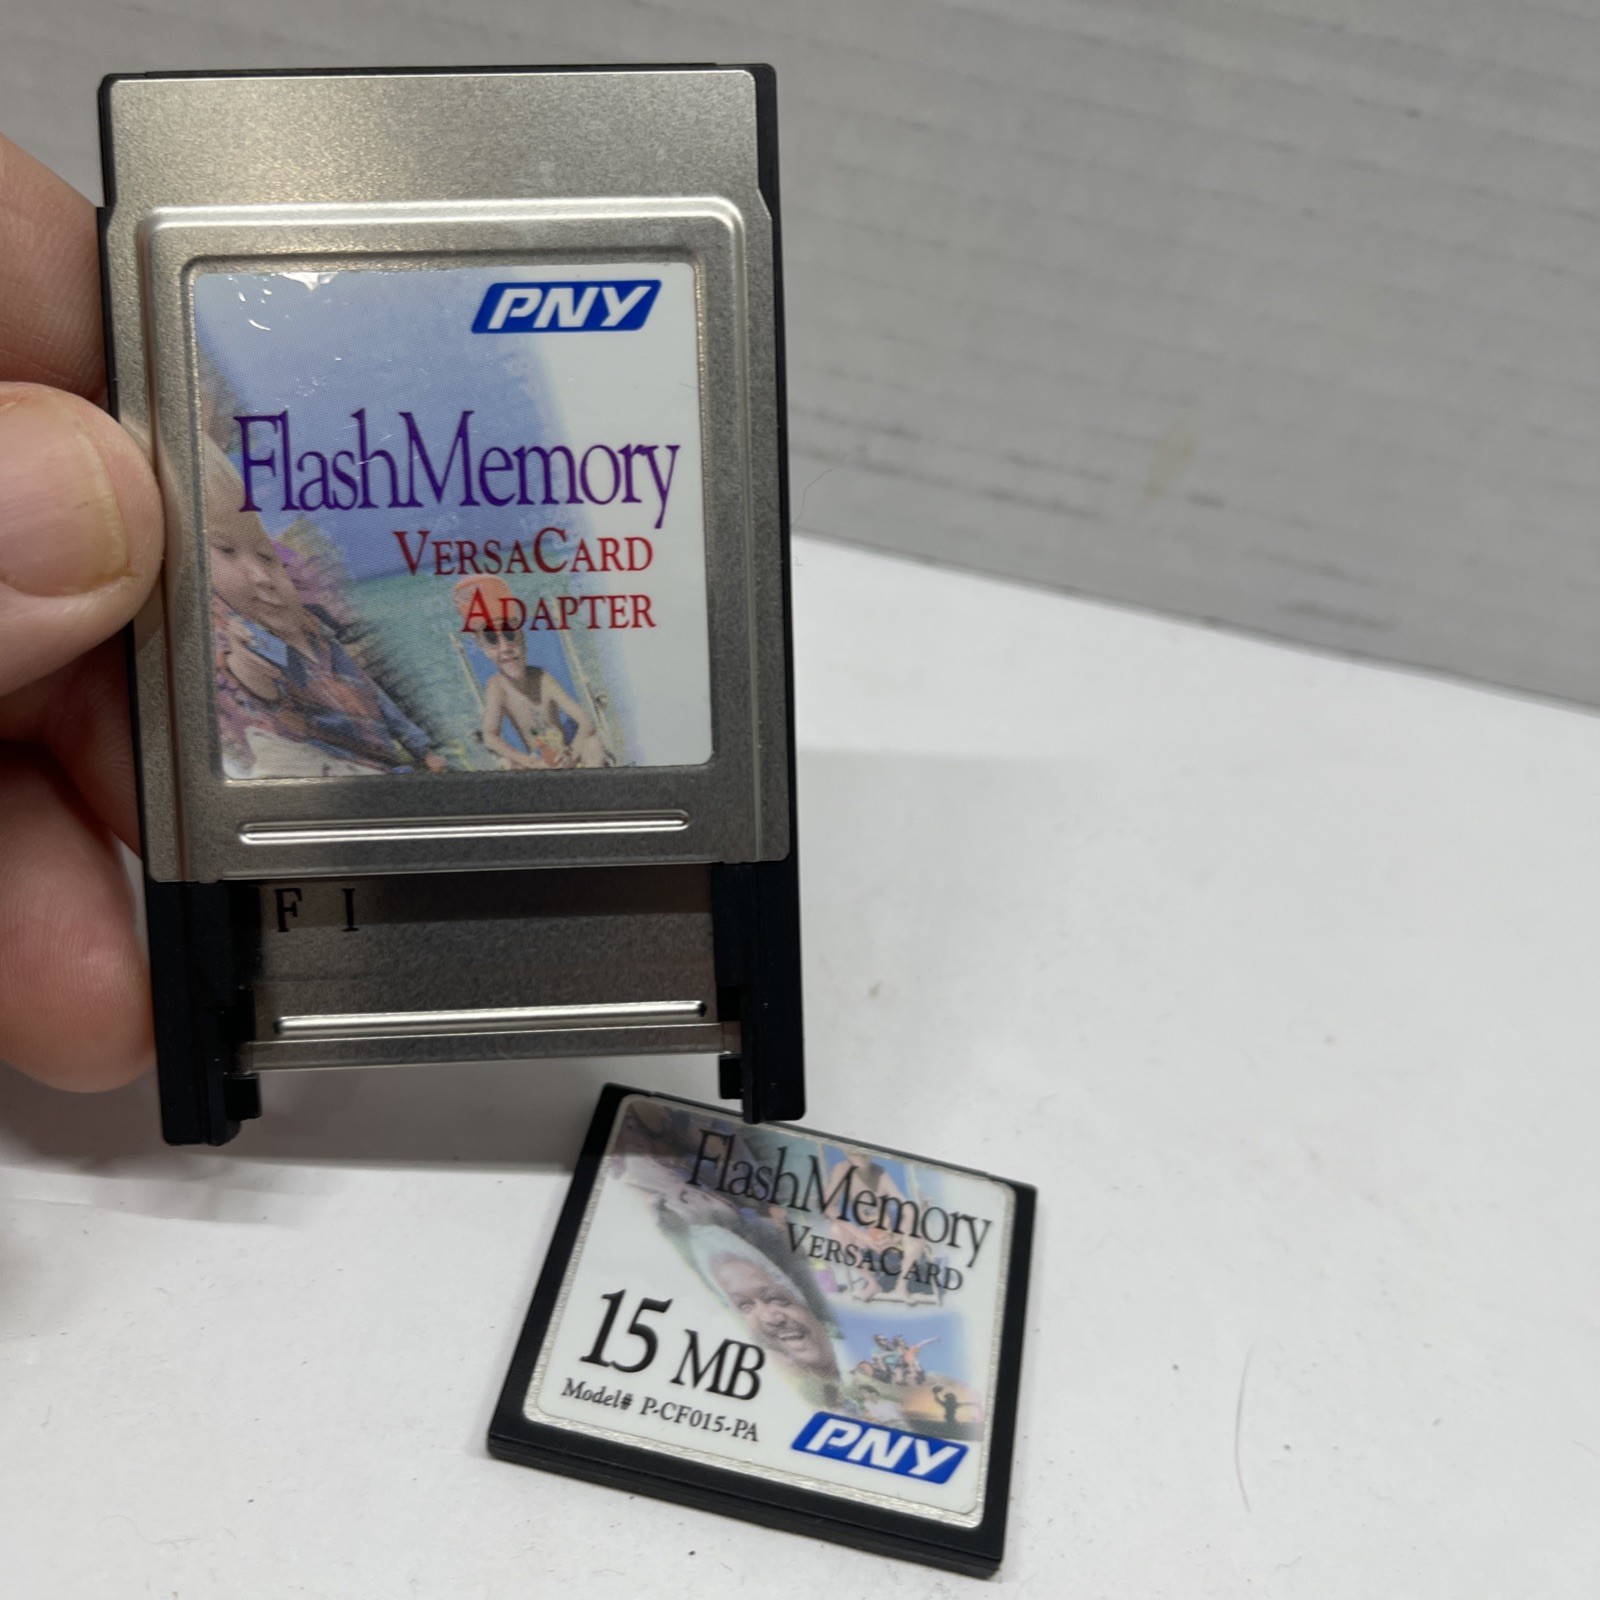 PNY
FlashMemory
VERSACARD
ADAPTER
F I
FlashMemory
VERSACARD
15 MB
Model# P-CF015-PA
PNY